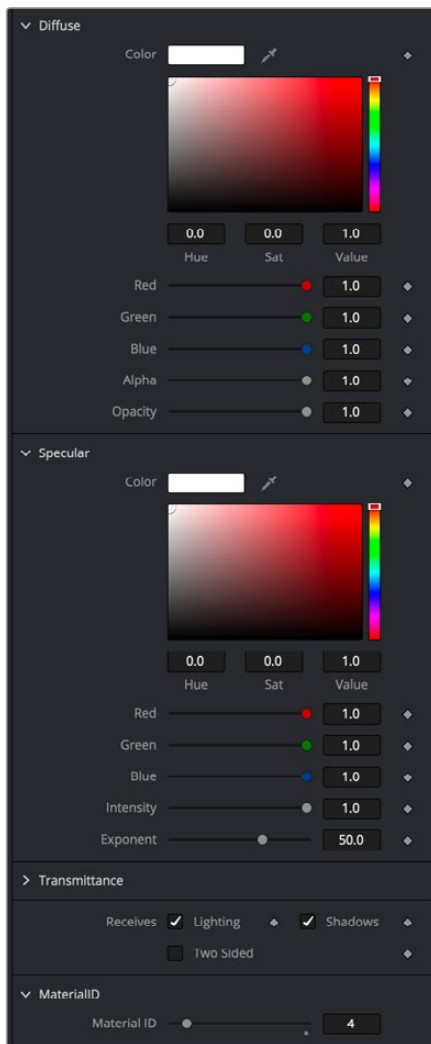 Diffuse
Color
0.0 0.0 1.0
Hue Sat Value
Red 1.0
Green 1.0
Blue 1.0
Alpha 1.0
Opacity 1.0
Specular
Color
0.0 0.0 1.0
Hue Sat Value
Red 1.0
Green 1.0
Blue 1.0
Intensity 1.0
Exponent 50.0
Transmittance
Receives Lighting Shadows
Two Sided
MaterialID
Material ID 4